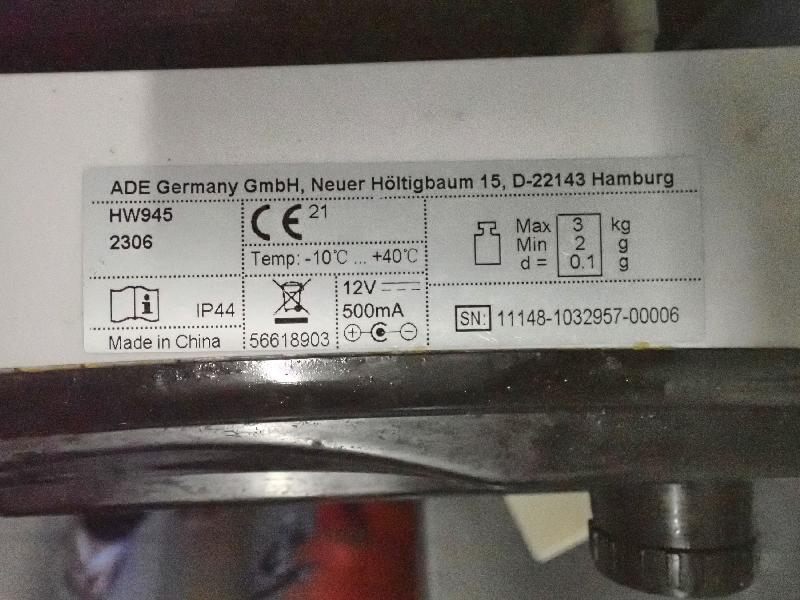 ADE Germany GmbH, Neuer Höltigbaum 15, D-22143 Hamburg
HW945
2306
CE 21
Temp: -10℃ ... +40℃
Max 3 kg
Min 2 g
d = 0.1 g
IP44
Made in China
56618903
12V
500mA
SN: 11148-1032957-00006